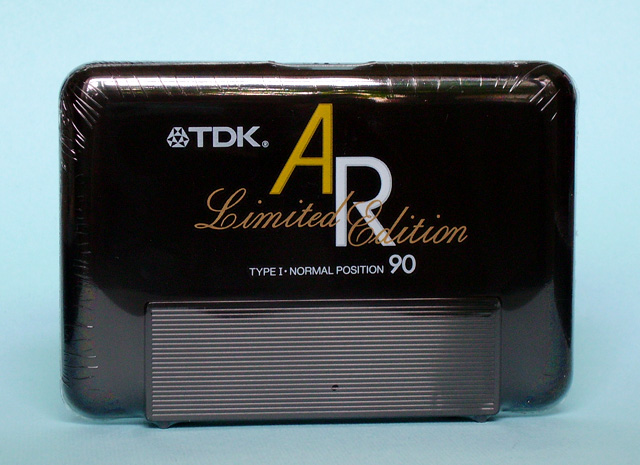 TDK®
AR
Limited Edition
TYPE I · NORMAL POSITION 90